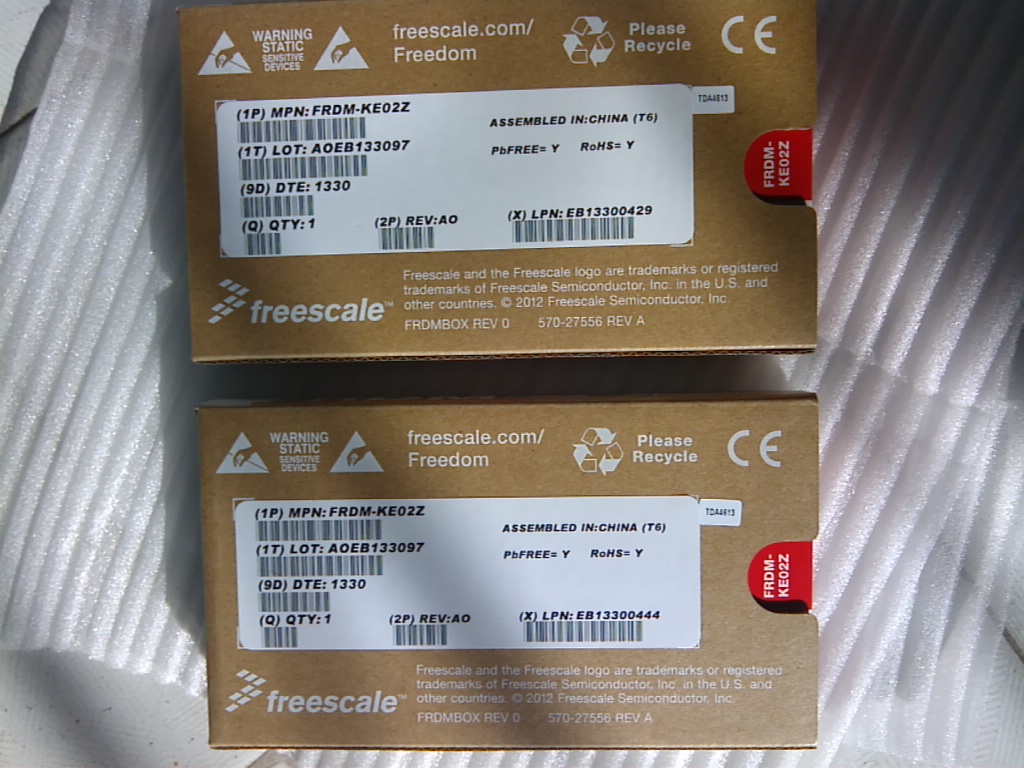 WARNING
STATIC
SENSITIVE
DEVICES
freescale.com/
Freedom
Please
Recycle
CE
(1P) MPN: FRDM-KE02Z
ASSEMBLED IN:CHINA (T6)
TDA4613
(1T) LOT: AOEB133097
PbFREE= Y RoHS= Y
FRDM-
KE02Z
(9D) DTE: 1330
(Q) QTY: 1 (2P) REV:AO (X) LPN: EB13300429
freescale™
Freescale and the Freescale logo are trademarks or registered
trademarks of Freescale Semiconductor, Inc. in the U.S. and
other countries. © 2012 Freescale Semiconductor, Inc.
FRDMBOX REV 0 570-27556 REV A
WARNING
STATIC
SENSITIVE
DEVICES
freescale.com/
Freedom
Please
Recycle
CE
(1P) MPN: FRDM-KE02Z
ASSEMBLED IN:CHINA (T6)
TDA4613
(1T) LOT: AOEB133097
PbFREE= Y RoHS= Y
FRDM-
KE02Z
(9D) DTE: 1330
(Q) QTY: 1 (2P) REV:AO (X) LPN: EB13300444
freescale™
Freescale and the Freescale logo are trademarks or registered
trademarks of Freescale Semiconductor, Inc. in the U.S. and
other countries. © 2012 Freescale Semiconductor, Inc.
FRDMBOX REV 0 570-27556 REV A